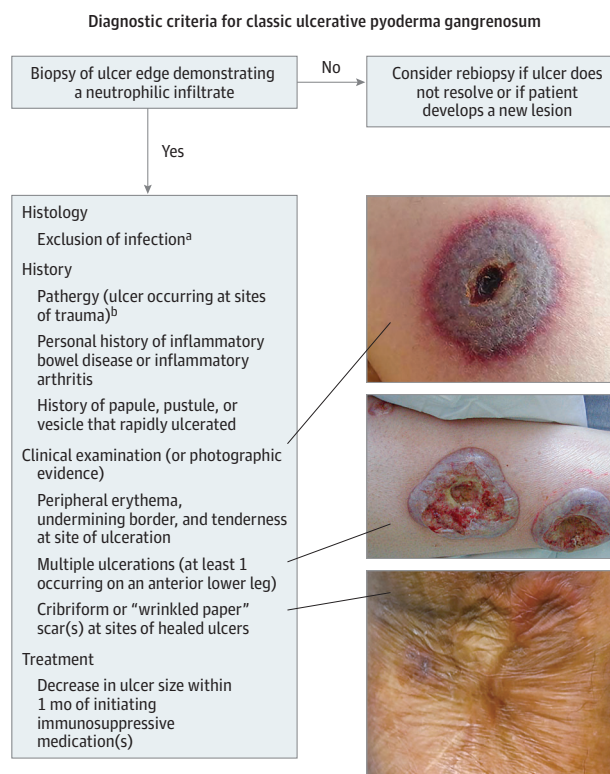 Diagnostic criteria for classic ulcerative pyoderma gangrenosum
Biopsy of ulcer edge demonstrating
a neutrophilic infiltrate
No
Consider rebiopsy if ulcer does
not resolve or if patient
develops a new lesion
Yes
Histology
Exclusion of infectionᵃ
History
Pathergy (ulcer occurring at sites
of trauma)ᵇ
Personal history of inflammatory
bowel disease or inflammatory
arthritis
History of papule, pustule, or
vesicle that rapidly ulcerated
Clinical examination (or photographic
evidence)
Peripheral erythema,
undermining border, and tenderness
at site of ulceration
Multiple ulcerations (at least 1
occurring on an anterior lower leg)
Cribriform or “wrinkled paper”
scar(s) at sites of healed ulcers
Treatment
Decrease in ulcer size within
1 mo of initiating
immunosuppressive
medication(s)